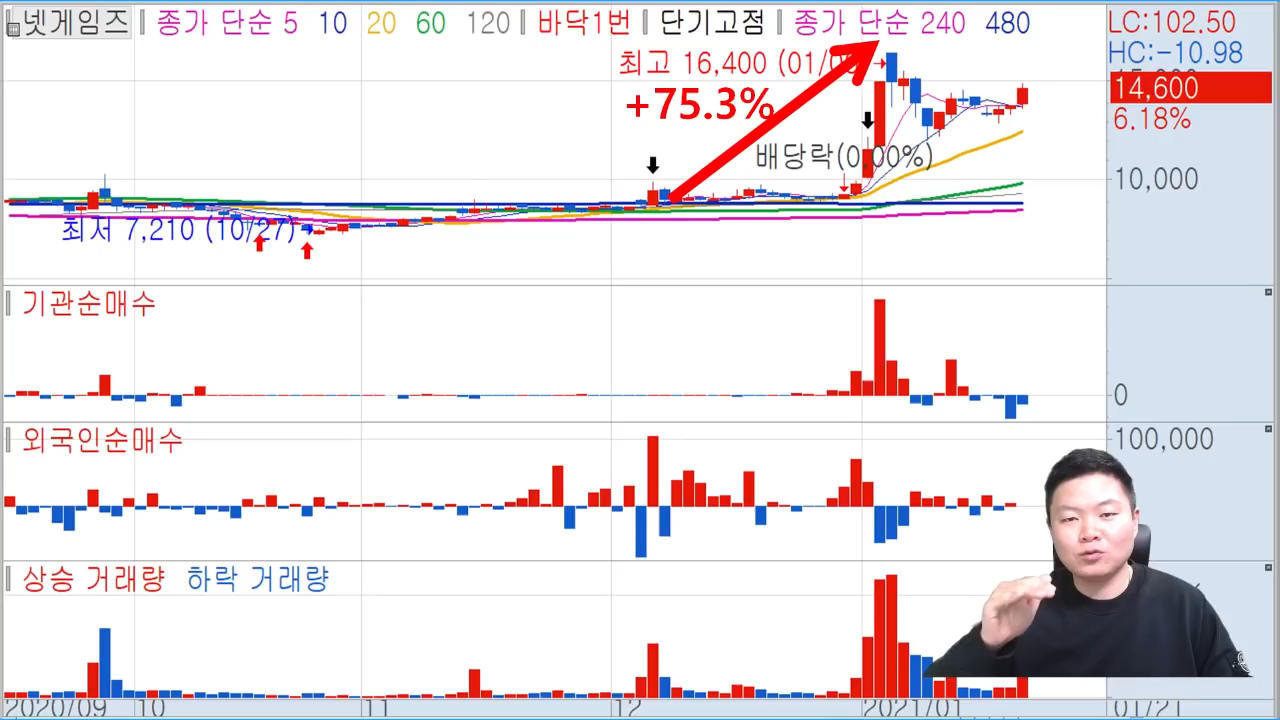 넷게임즈 종가 단순 5 10 20 60 120 바닥1번 단기고점 종가 단순 240 480
LC:102.50
HC:-10.98
최고 16,400 (01/
14,600
+75.3%
6.18%
배당락(0.00%)
10,000
최저 7,210 (10/27)
기관순매수
0
외국인순매수
100,000
상승 거래량 하락 거래량
2020/09 10 11 12 2021/01 01/21